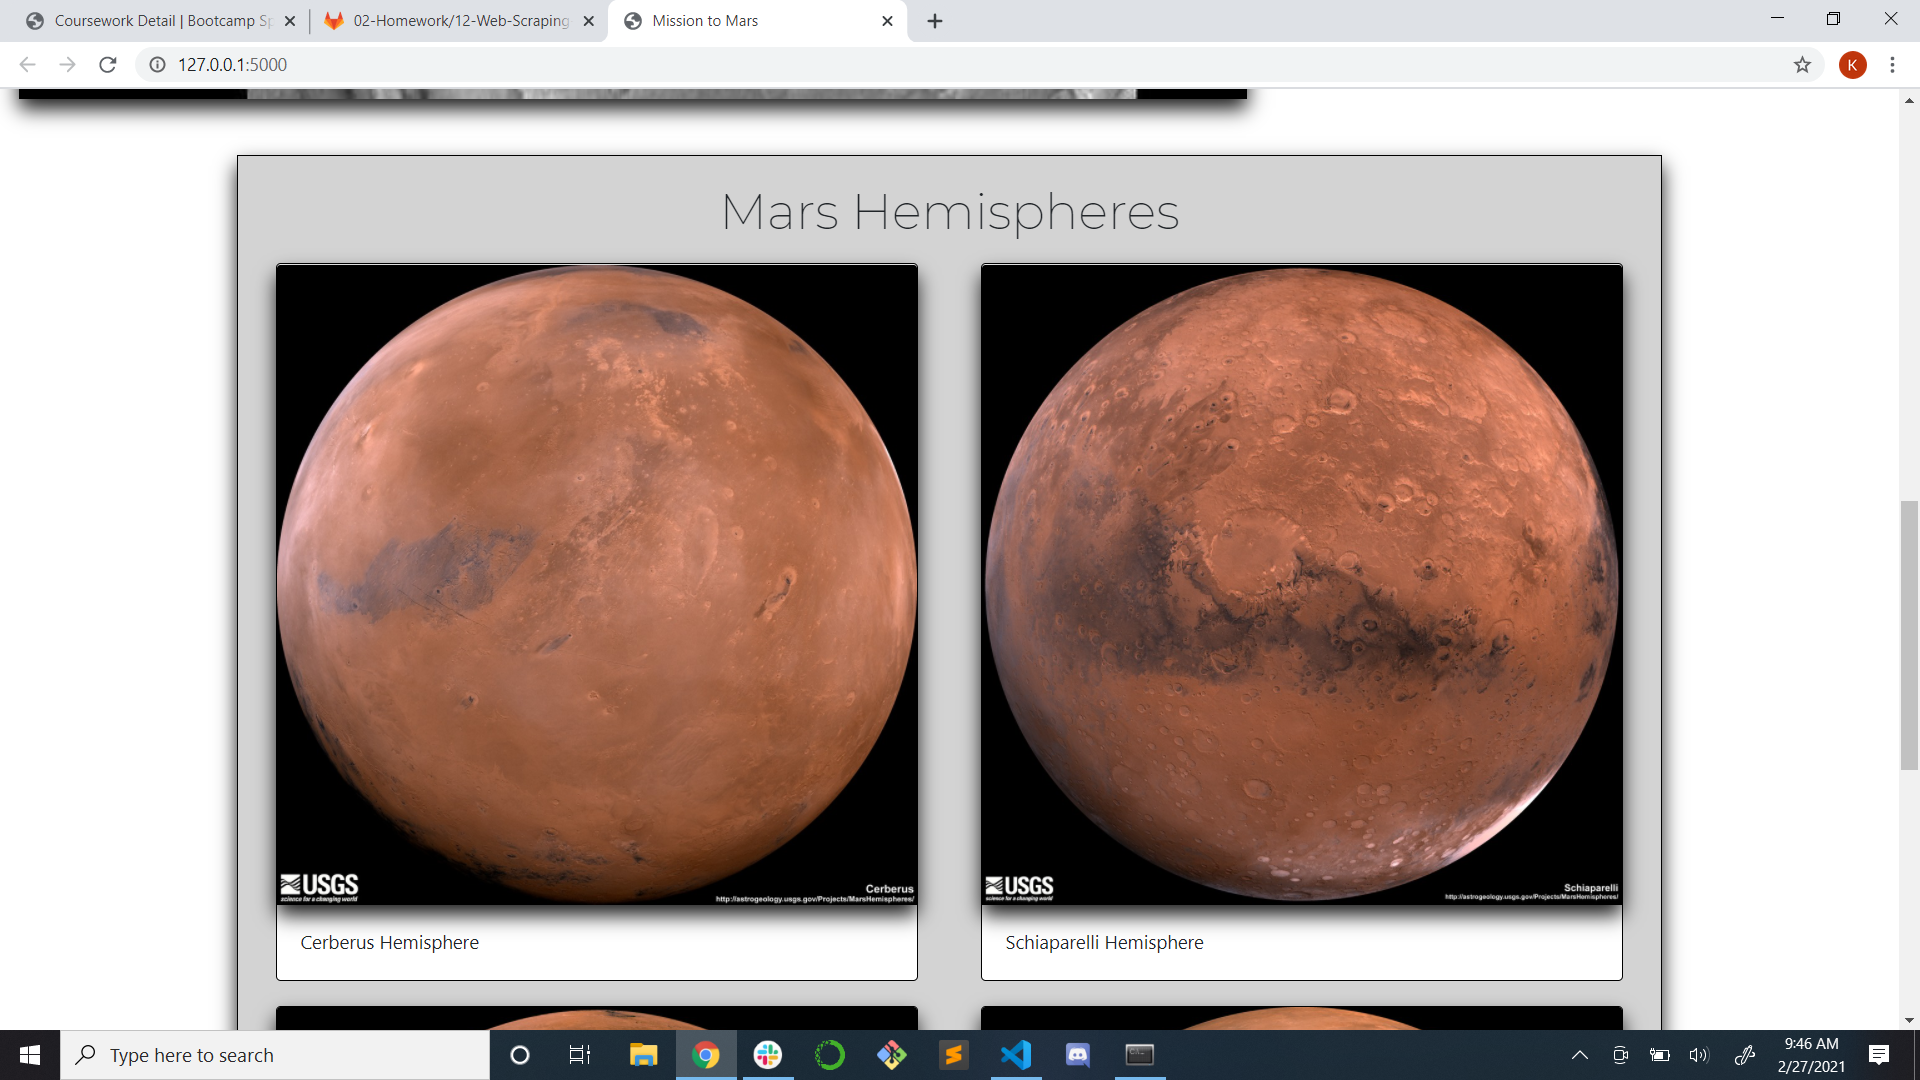 Coursework Detail | Bootcamp Sp
02-Homework/12-Web-Scraping
Mission to Mars
127.0.0.1:5000
K
Mars Hemispheres
USGS
science for a changing world
Cerberus
http://astrogeology.usgs.gov/Projects/MarsHemispheres/
USGS
science for a changing world
Schiaparelli
http://astrogeology.usgs.gov/Projects/MarsHemispheres/
Cerberus Hemisphere
Schiaparelli Hemisphere
Type here to search
9:46 AM
2/27/2021